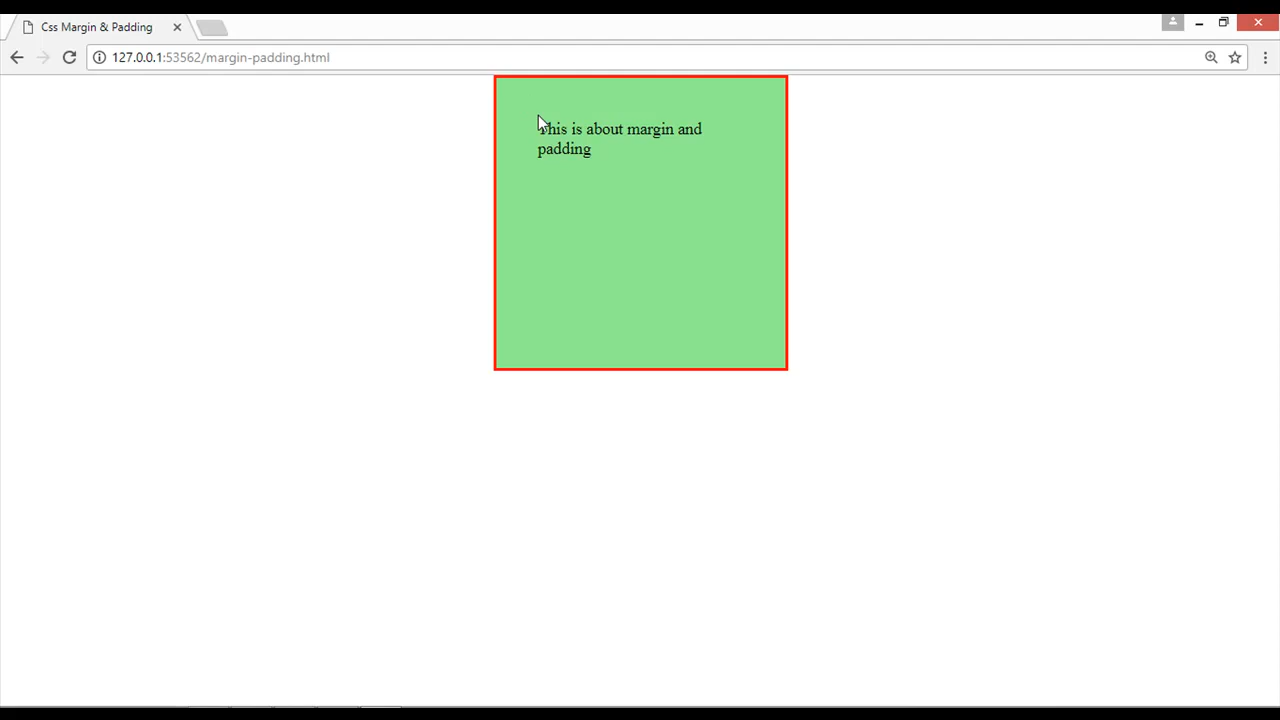 Css Margin & Padding
127.0.0.1:53562/margin-padding.html
This is about margin and
padding